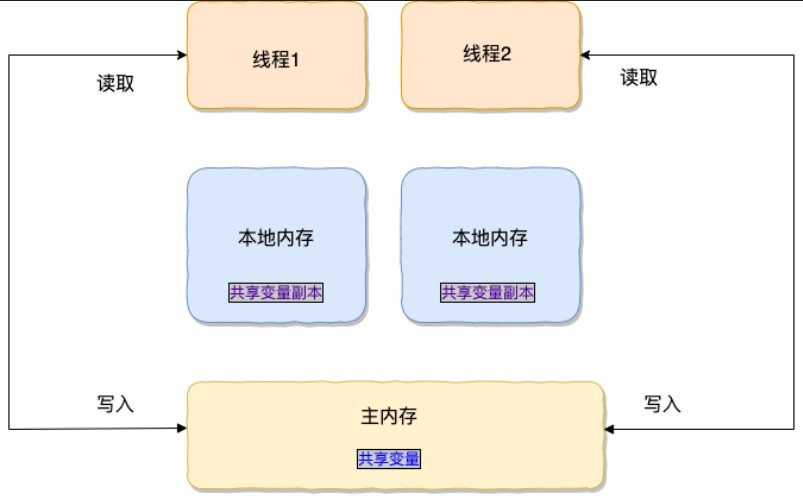 线程1
线程2
读取
读取
本地内存
本地内存
共享变量副本
共享变量副本
写入
主内存
写入
共享变量